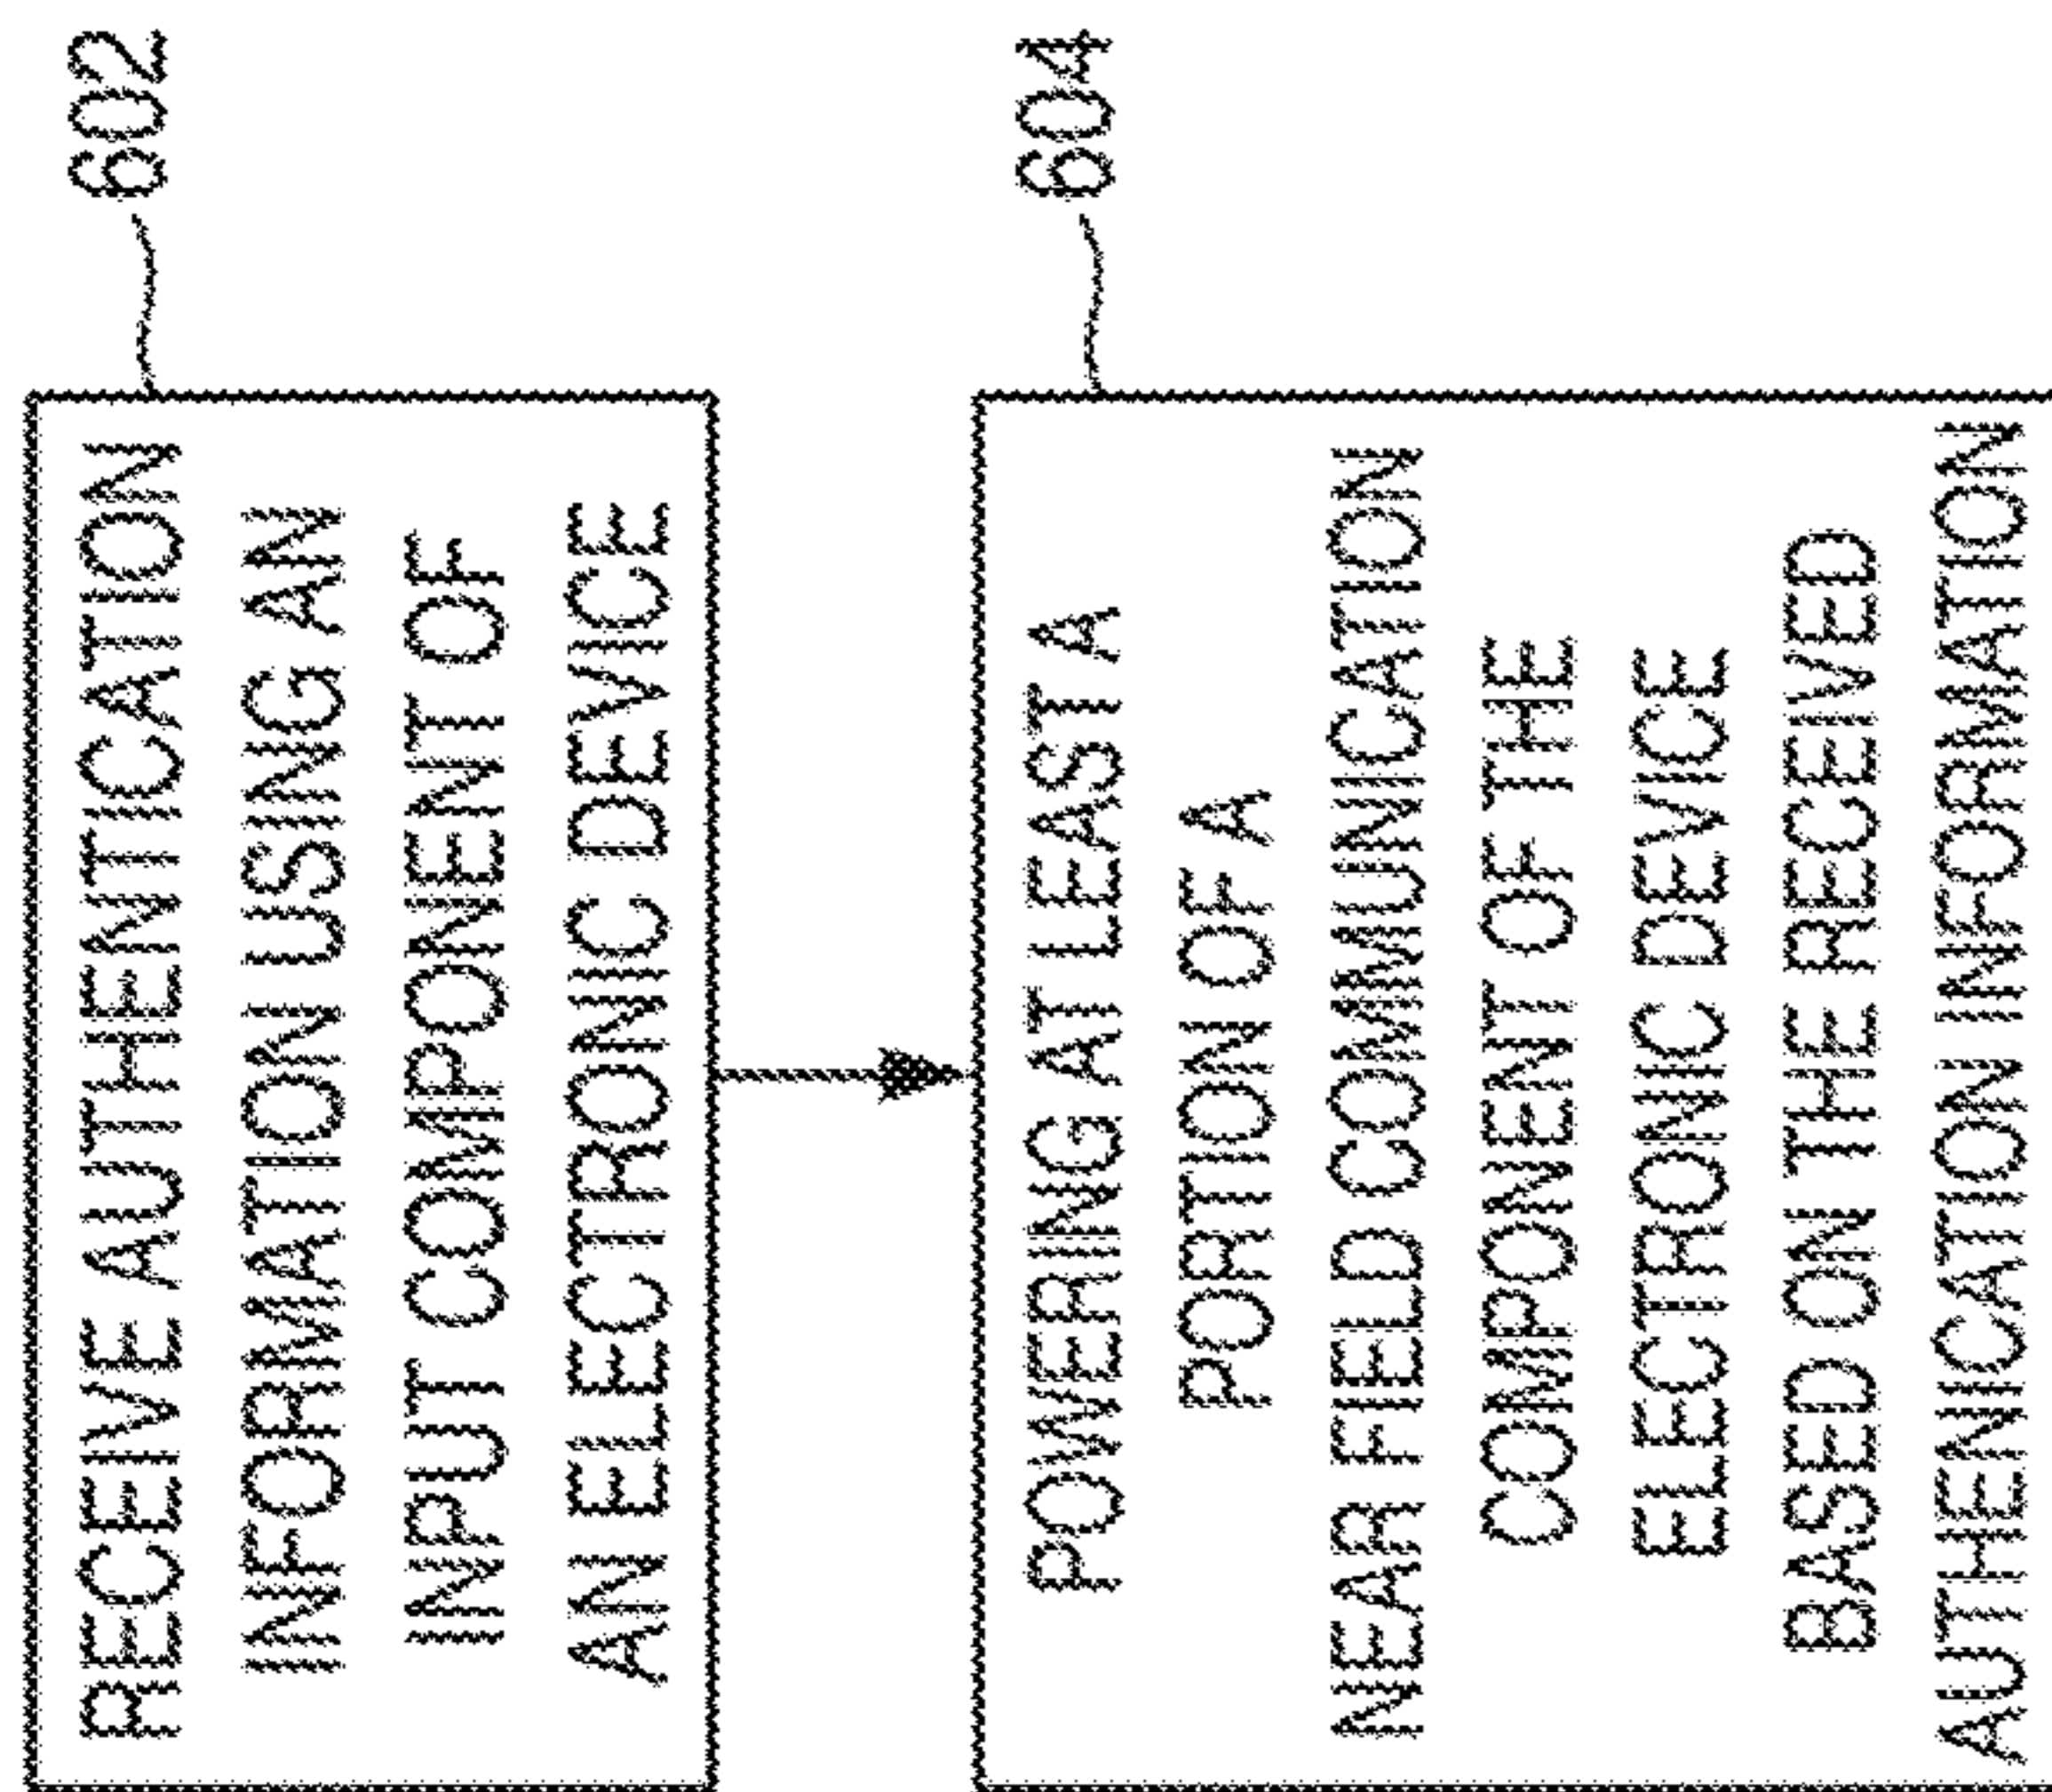 RECEIVE AUTHENTICATION
INFORMATION USING AN
INPUT COMPONENT OF
AN ELECTRONIC DEVICE
602
POWERING AT LEAST A
PORTION OF A
NEAR FIELD COMMUNICATION
COMPONENT OF THE
ELECTRONIC DEVICE
BASED ON THE RECEIVED
AUTHENICATION INFORMATION
604